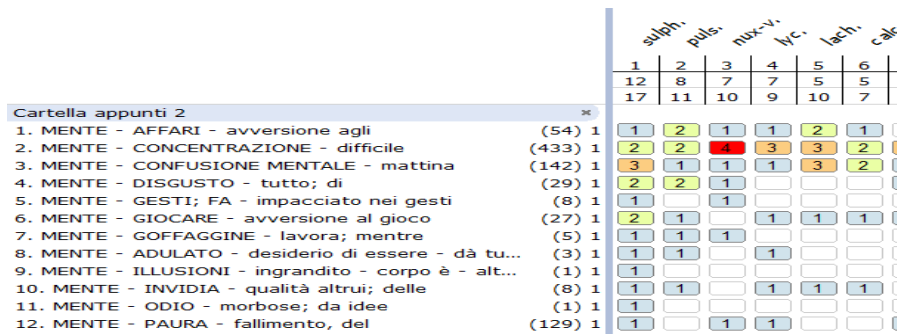 sulph. puls. nux-v. lyc. lach. calc
1 2 3 4 5 6
12 8 7 7 5 5
17 11 10 9 10 7
Cartella appunti 2 ×
1. MENTE - AFFARI - avversione agli (54) 1 1 2 1 1 2 1
2. MENTE - CONCENTRAZIONE - difficile (433) 1 2 2 4 3 3 2
3. MENTE - CONFUSIONE MENTALE - mattina (142) 1 3 1 1 1 3 2
4. MENTE - DISGUSTO - tutto; di (29) 1 2 2 1
5. MENTE - GESTI; FA - impacciato nei gesti (8) 1 1 1
6. MENTE - GIOCARE - avversione al gioco (27) 1 2 1 1 1 1
7. MENTE - GOFFAGGINE - lavora; mentre (5) 1 1 1 1
8. MENTE - ADULATO - desiderio di essere - dà tu... (3) 1 1 1 1
9. MENTE - ILLUSIONI - ingrandito - corpo è - alt... (1) 1 1
10. MENTE - INVIDIA - qualità altrui; delle (8) 1 1 1 1 1 1
11. MENTE - ODIO - morbose; da idee (1) 1 1
12. MENTE - PAURA - fallimento, del (129) 1 1 1 1